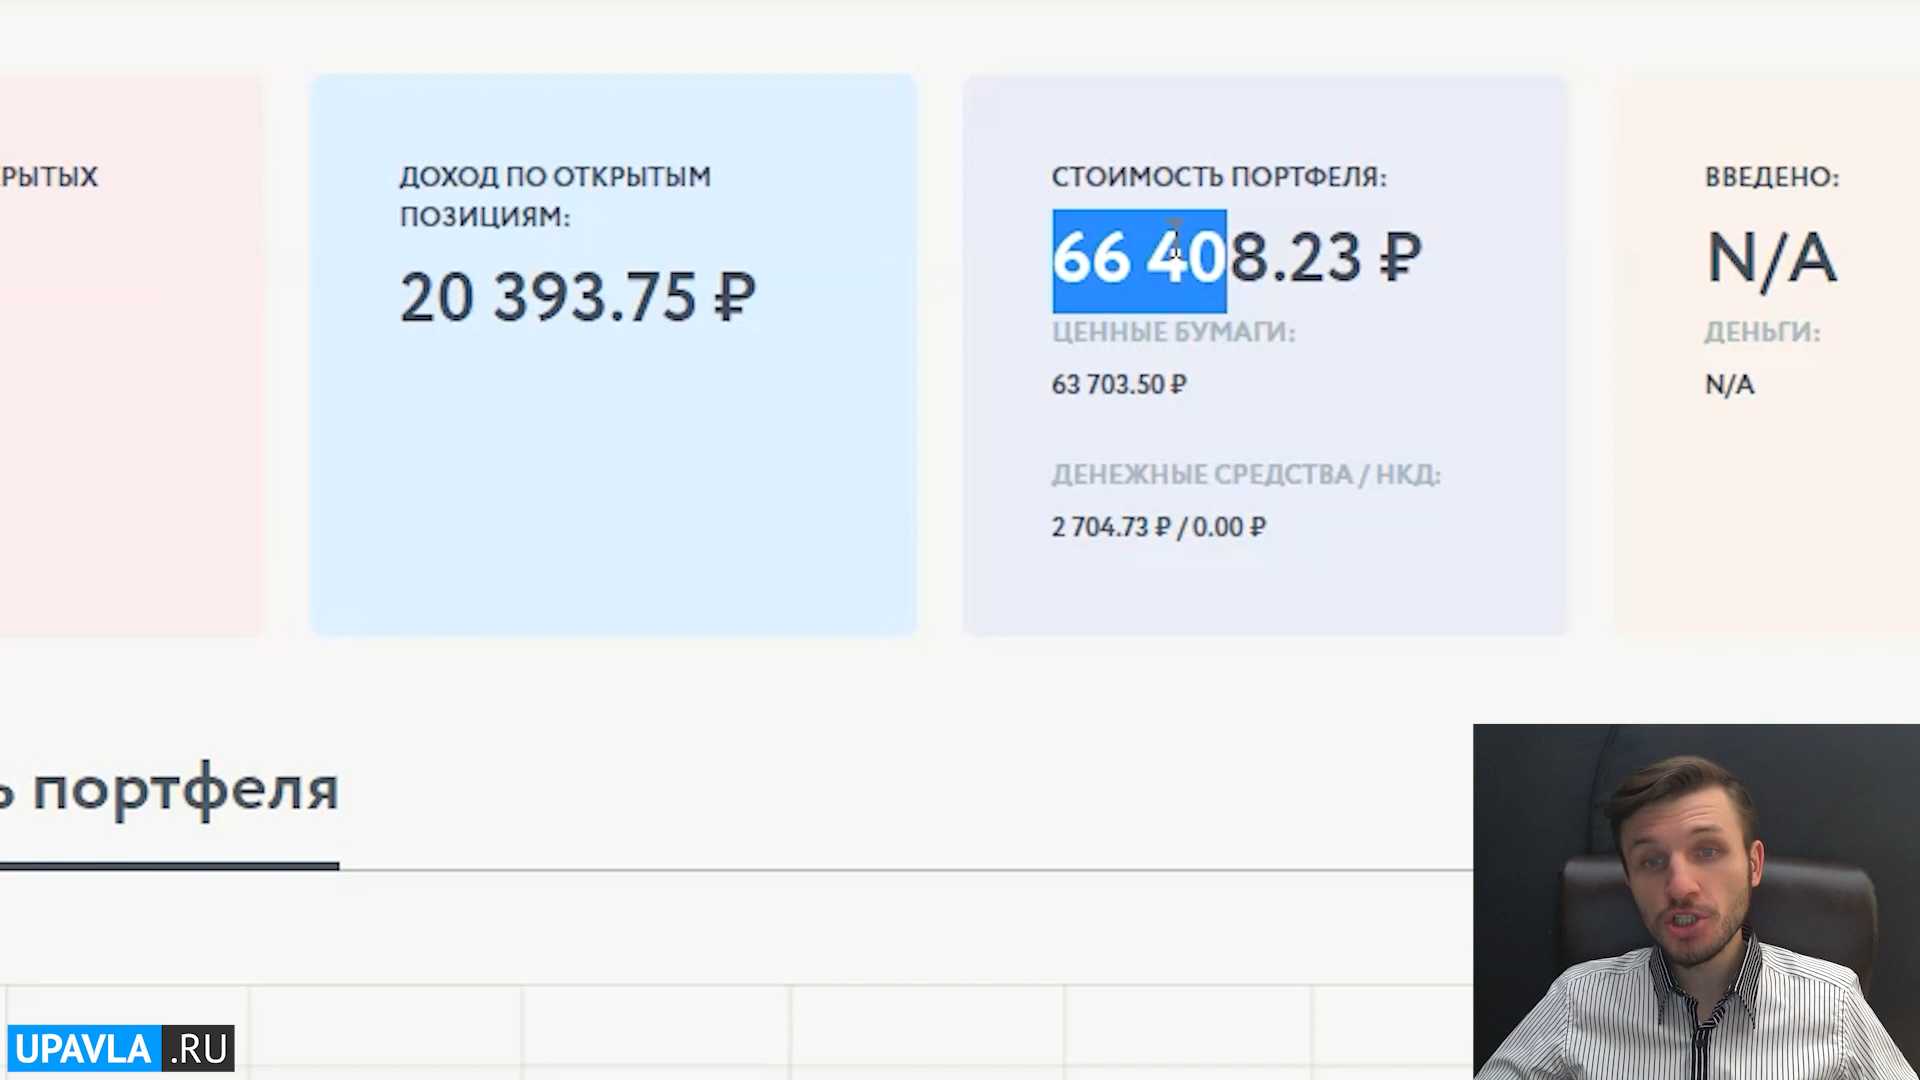 РЫТЫХ
ДОХОД ПО ОТКРЫТЫМ
ПОЗИЦИЯМ:
20 393.75 ₽
СТОИМОСТЬ ПОРТФЕЛЯ:
66 408.23 ₽
ЦЕННЫЕ БУМАГИ:
63 703.50 ₽
ДЕНЕЖНЫЕ СРЕДСТВА / НКД:
2 704.73 ₽ / 0.00 ₽
ВВЕДЕНО:
N/A
ДЕНЬГИ:
N/A
ь портфеля
UPAVLA .RU